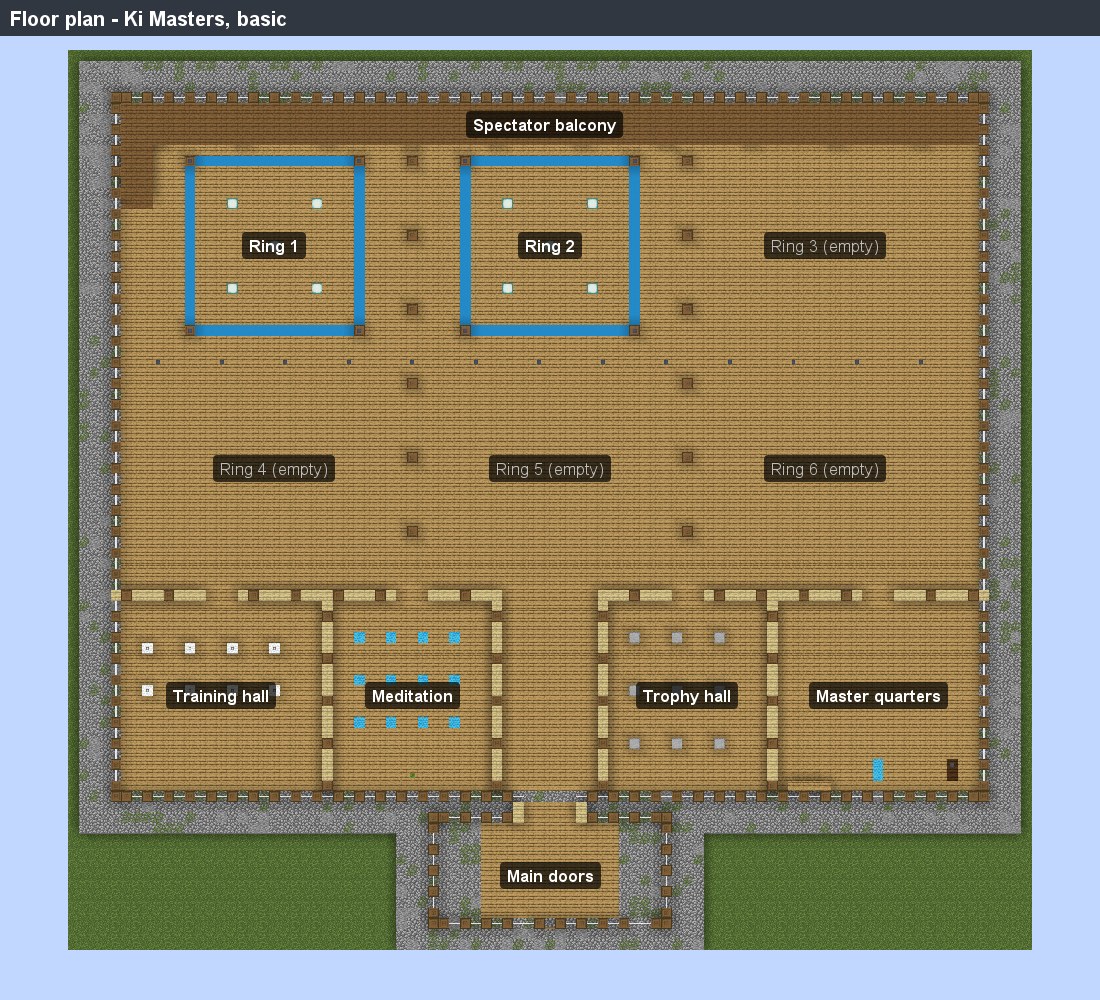 Floor plan - Ki Masters, basic
Spectator balcony
Ring 1
Ring 2
Ring 3 (empty)
Ring 4 (empty)
Ring 5 (empty)
Ring 6 (empty)
Training hall
Meditation
Trophy hall
Master quarters
Main doors